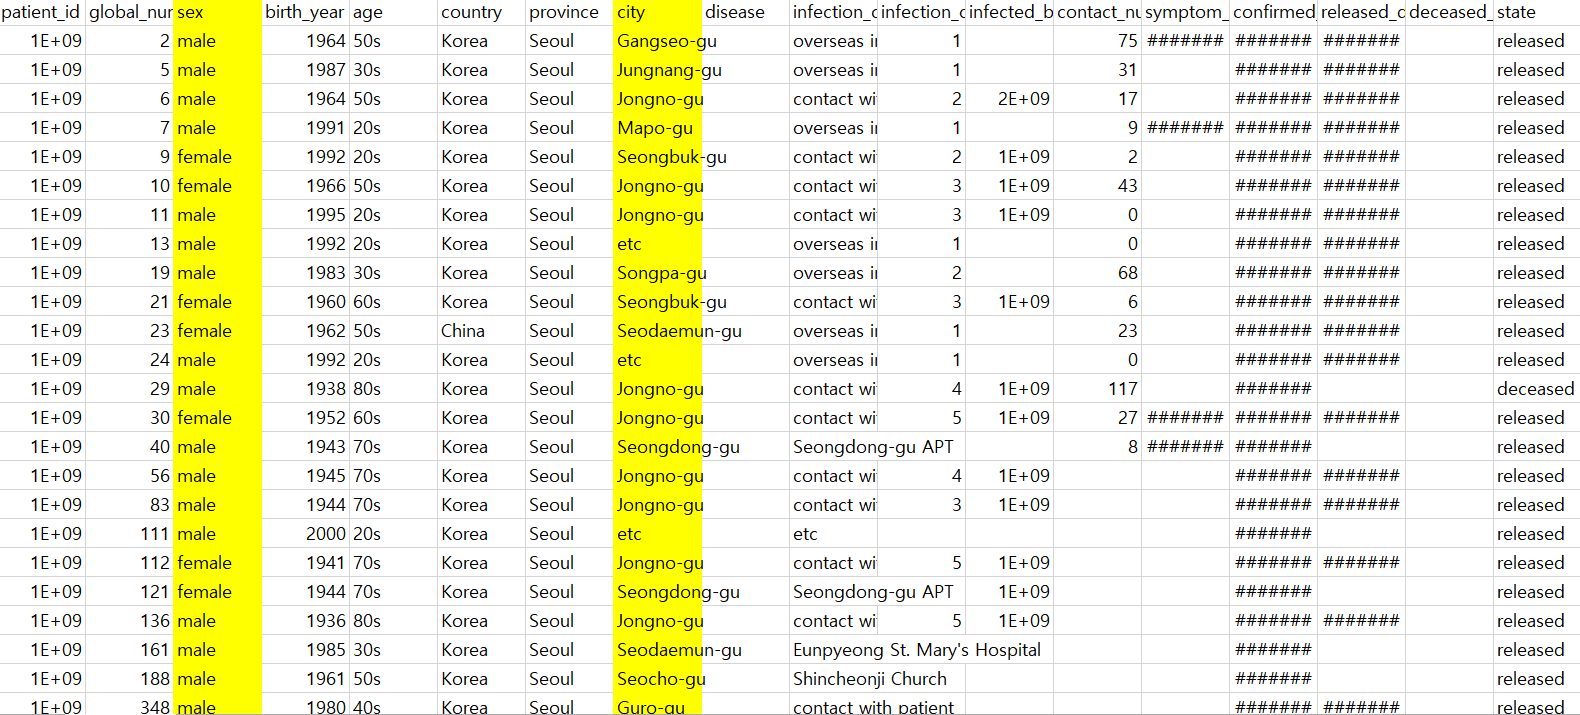 patient_id global_nur sex birth_year age country province city disease infection_c infection_c infected_b contact_nu symptom_ confirmed_ released_c deceased_ state
1E+09 2 male 1964 50s Korea Seoul Gangseo-gu overseas in 1 75 ####### ####### ####### released
1E+09 5 male 1987 30s Korea Seoul Jungnang-gu overseas in 1 31 ####### ####### released
1E+09 6 male 1964 50s Korea Seoul Jongno-gu contact wi 2 2E+09 17 ####### ####### released
1E+09 7 male 1991 20s Korea Seoul Mapo-gu overseas in 1 9 ####### ####### ####### released
1E+09 9 female 1992 20s Korea Seoul Seongbuk-gu contact wi 2 1E+09 2 ####### ####### released
1E+09 10 female 1966 50s Korea Seoul Jongno-gu contact wi 3 1E+09 43 ####### ####### released
1E+09 11 male 1995 20s Korea Seoul Jongno-gu contact wi 3 1E+09 0 ####### ####### released
1E+09 13 male 1992 20s Korea Seoul etc overseas in 1 0 ####### ####### released
1E+09 19 male 1983 30s Korea Seoul Songpa-gu overseas in 2 68 ####### ####### released
1E+09 21 female 1960 60s Korea Seoul Seongbuk-gu contact wi 3 1E+09 6 ####### ####### released
1E+09 23 female 1962 50s China Seoul Seodaemun-gu overseas in 1 23 ####### ####### released
1E+09 24 male 1992 20s Korea Seoul etc overseas in 1 0 ####### ####### released
1E+09 29 male 1938 80s Korea Seoul Jongno-gu contact wi 4 1E+09 117 ####### deceased
1E+09 30 female 1952 60s Korea Seoul Jongno-gu contact wi 5 1E+09 27 ####### ####### ####### released
1E+09 40 male 1943 70s Korea Seoul Seongdong-gu Seongdong-gu APT 8 ####### ####### released
1E+09 56 male 1945 70s Korea Seoul Jongno-gu contact wi 4 1E+09 ####### ####### released
1E+09 83 male 1944 70s Korea Seoul Jongno-gu contact wi 3 1E+09 ####### ####### released
1E+09 111 male 2000 20s Korea Seoul etc etc ####### released
1E+09 112 female 1941 70s Korea Seoul Jongno-gu contact wi 5 1E+09 ####### ####### released
1E+09 121 female 1944 70s Korea Seoul Seongdong-gu Seongdong-gu APT 1E+09 ####### released
1E+09 136 male 1936 80s Korea Seoul Jongno-gu contact wi 5 1E+09 ####### ####### released
1E+09 161 male 1985 30s Korea Seoul Seodaemun-gu Eunpyeong St. Mary's Hospital ####### released
1E+09 188 male 1961 50s Korea Seoul Seocho-gu Shincheonji Church ####### released
1E+09 348 male 1980 40s Korea Seoul Guro-gu contact with patient ####### ####### released